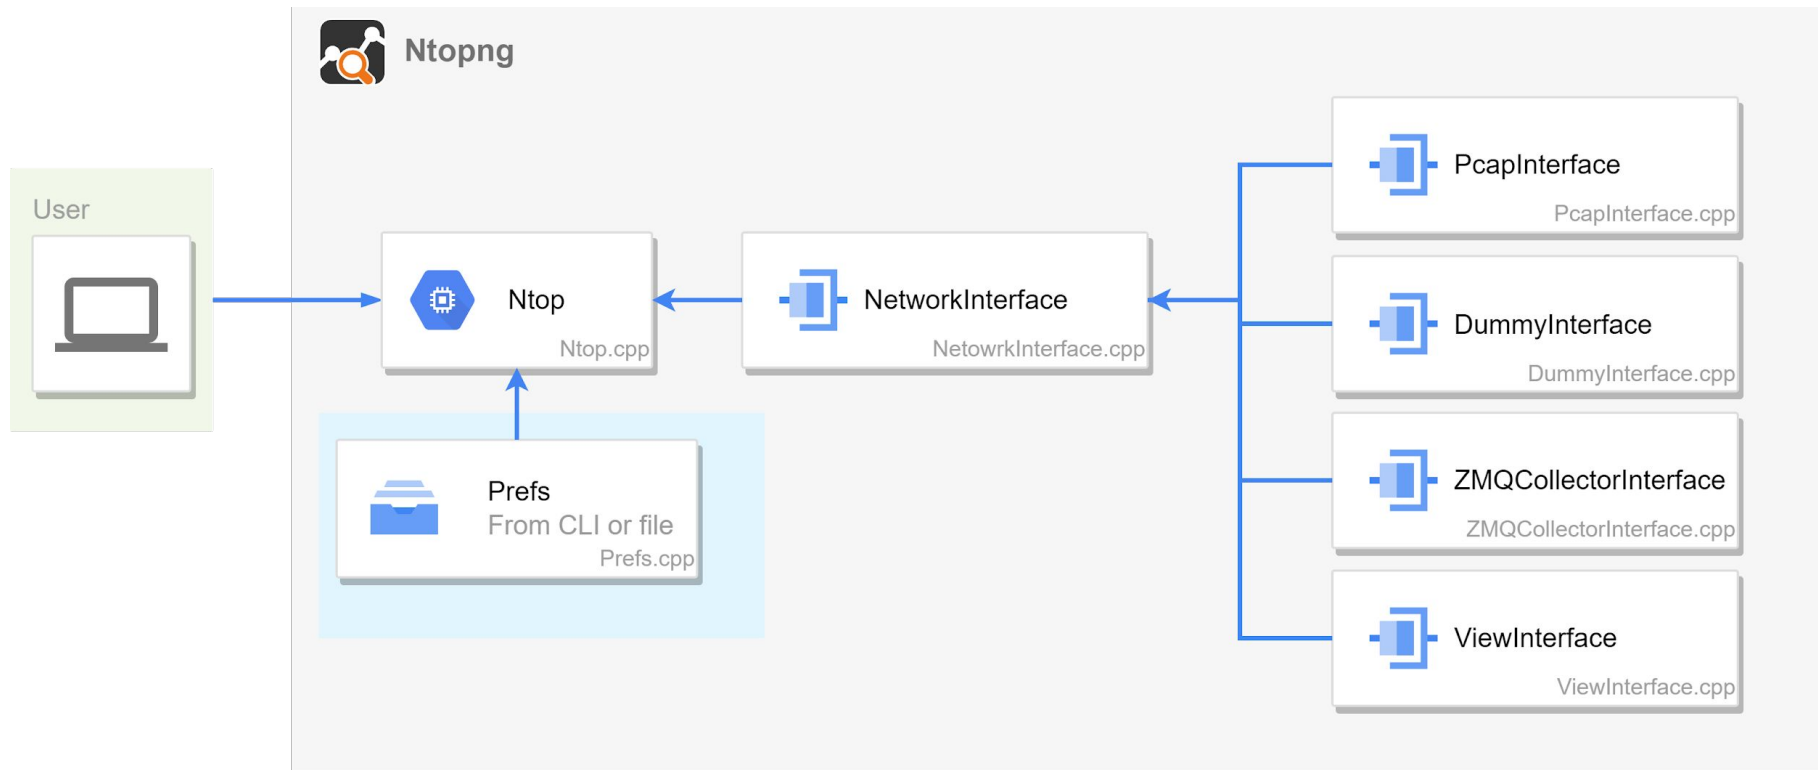 Ntopng
User
Ntop
Ntop.cpp
Prefs
From CLI or file
Prefs.cpp
NetworkInterface
NetowrkInterface.cpp
PcapInterface
PcapInterface.cpp
DummyInterface
DummyInterface.cpp
ZMQCollectorInterface
ZMQCollectorInterface.cpp
ViewInterface
ViewInterface.cpp